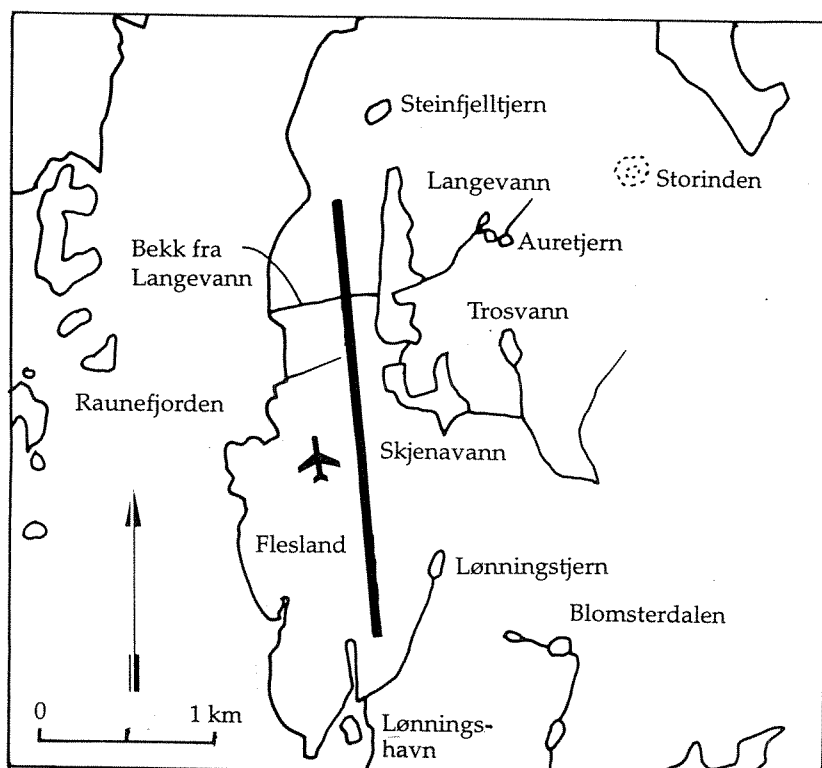 Steinfjelltjern
Langevann
Storinden
Auretjern
Bekk fra
Langevann
Trosvann
Raunefjorden
Skjenavann
Flesland
Lønningstjern
Blomsterdalen
0 1 km
Lønnings-
havn